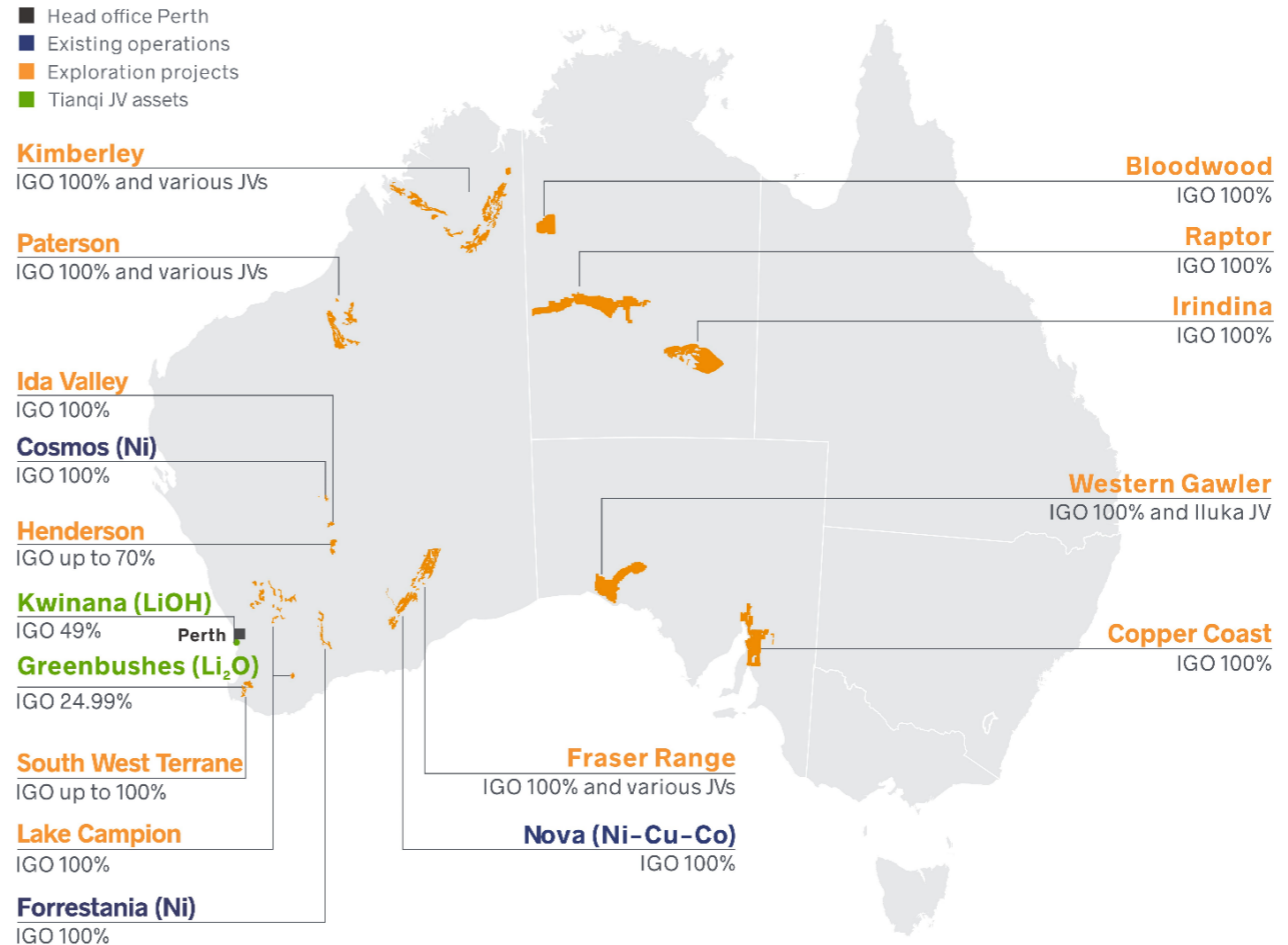 Head office Perth
Existing operations
Exploration projects
Tianqi JV assets
Kimberley
IGO 100% and various JVs
Paterson
IGO 100% and various JVs
Ida Valley
IGO 100%
Cosmos (Ni)
IGO 100%
Henderson
IGO up to 70%
Kwinana (LiOH)
IGO 49%
Perth
Greenbushes (Li₂O)
IGO 24.99%
South West Terrane
IGO up to 100%
Lake Campion
IGO 100%
Forrestania (Ni)
IGO 100%
Fraser Range
IGO 100% and various JVs
Nova (Ni–Cu–Co)
IGO 100%
Bloodwood
IGO 100%
Raptor
IGO 100%
Irindina
IGO 100%
Western Gawler
IGO 100% and Iluka JV
Copper Coast
IGO 100%